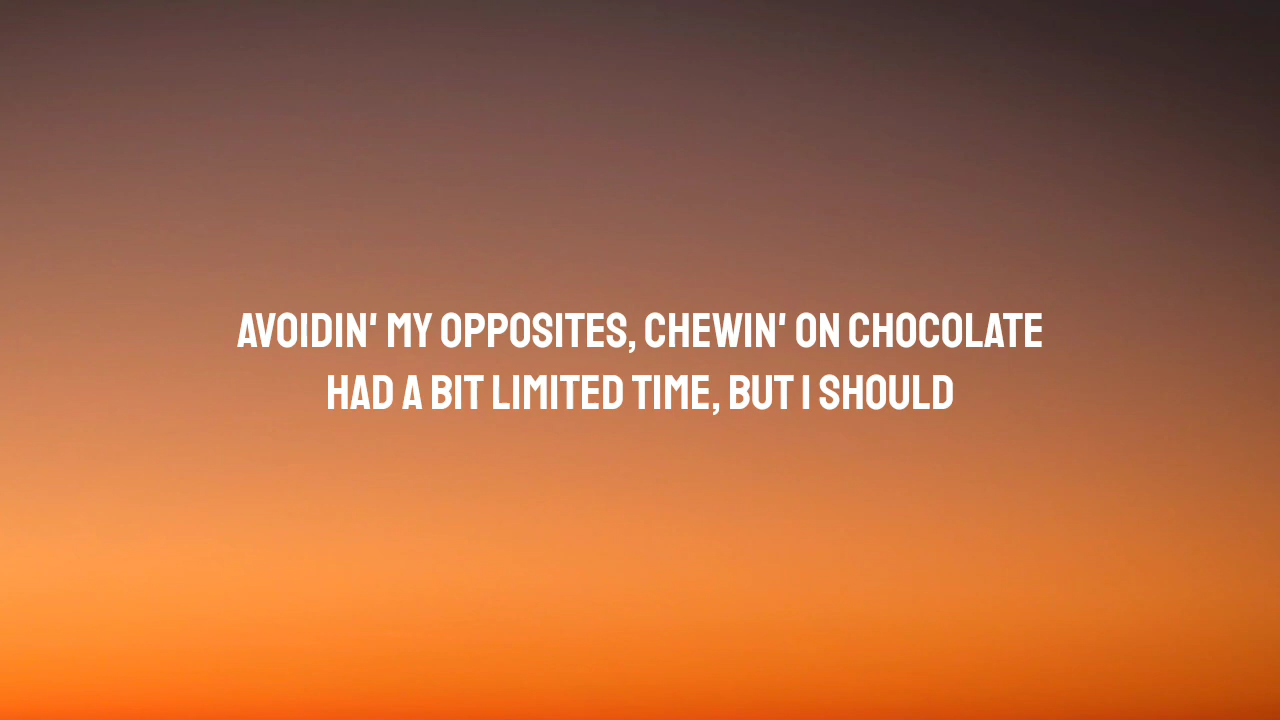 AVOIDIN' MY OPPOSITES, CHEWIN' ON CHOCOLATE
HAD A BIT LIMITED TIME, BUT I SHOULD